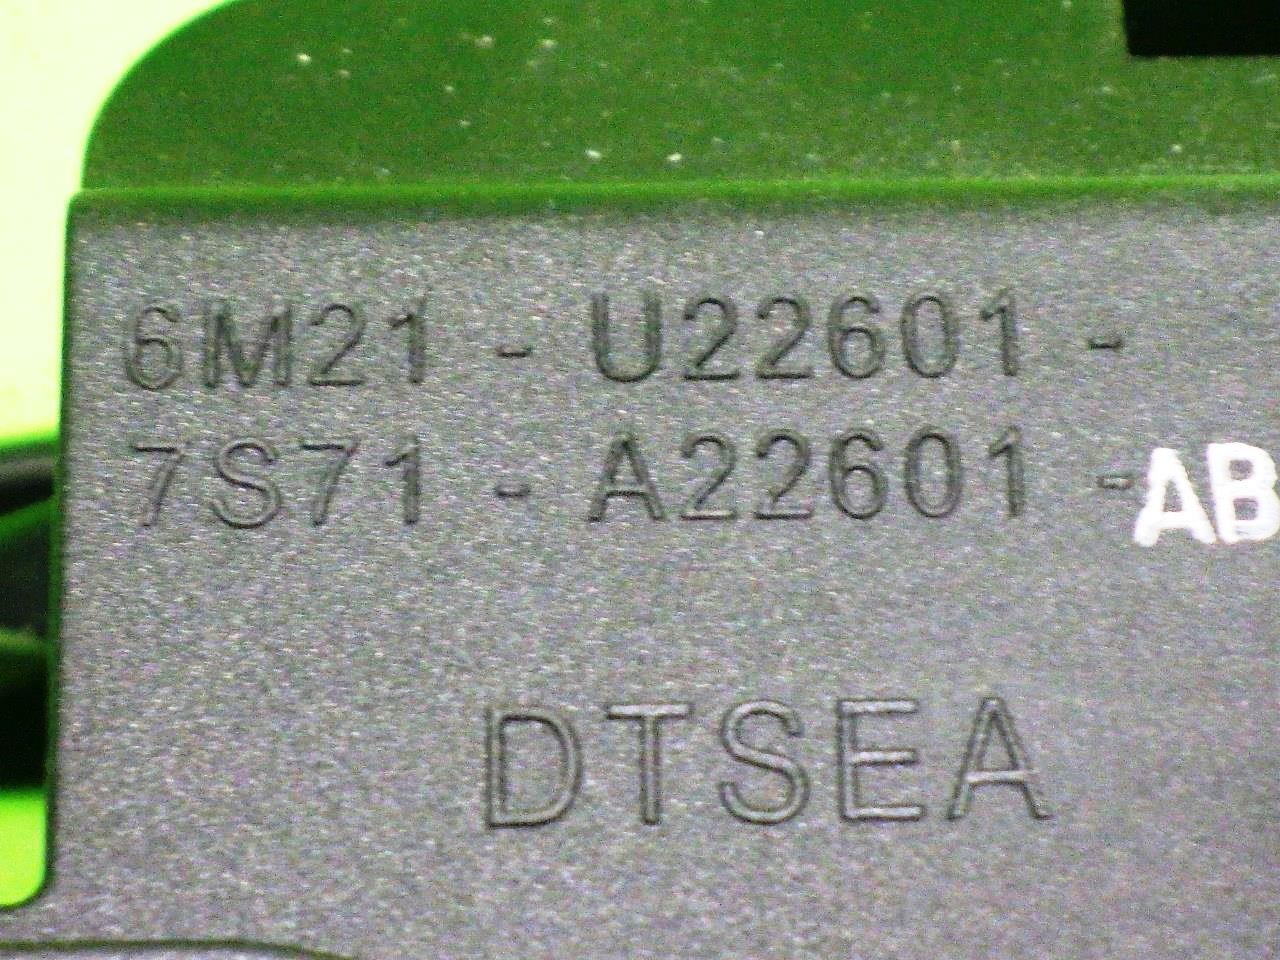 6M21 - U22601 -
7S71 - A22601 - AB
DTSEA